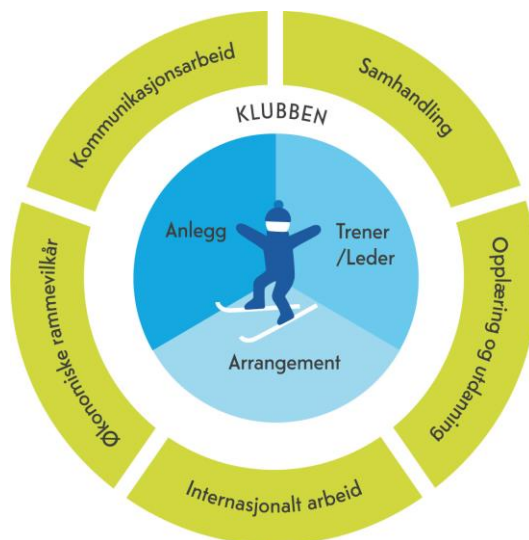 Kommunikasjonsarbeid
Samhandling
KLUBBEN
Anlegg
Trener
/Leder
Arrangement
Økonomiske rammevilkår
Opplæring og utdanning
Internasjonalt arbeid